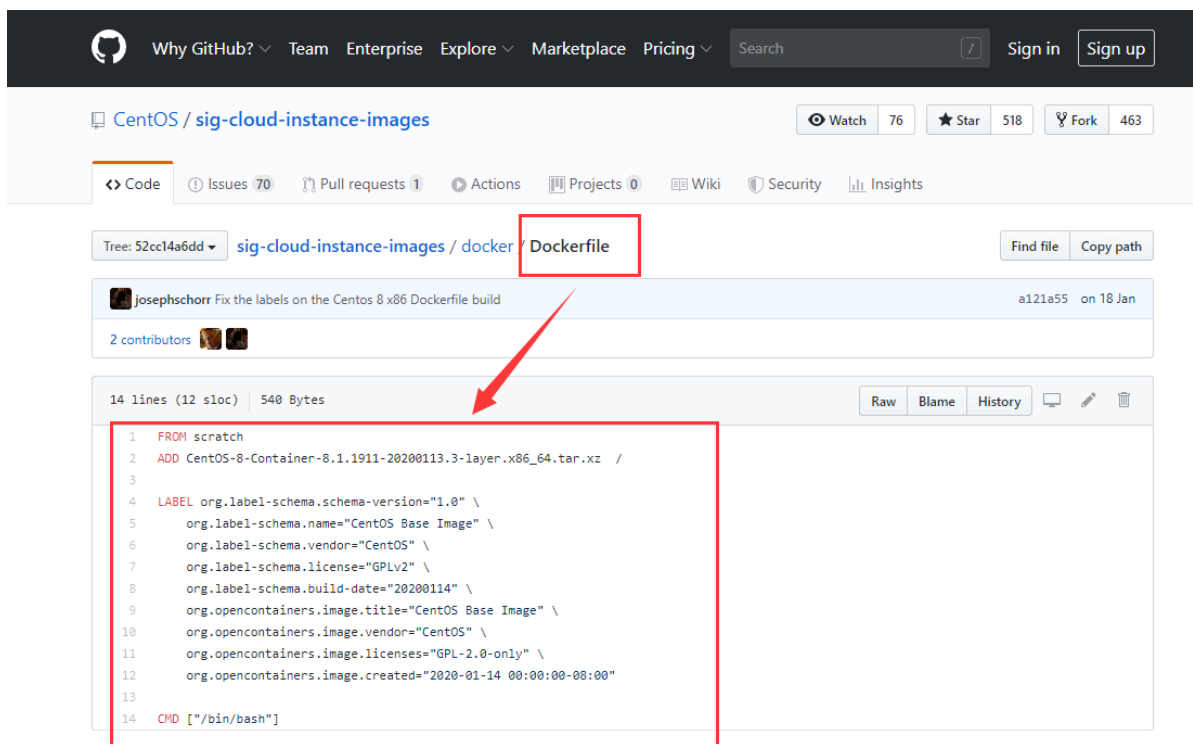 Why GitHub? Team Enterprise Explore Marketplace Pricing Search / Sign in Sign up
CentOS / sig-cloud-instance-images Watch 76 Star 518 Fork 463
Code Issues 70 Pull requests 1 Actions Projects 0 Wiki Security Insights
Tree: 52cc14a6dd sig-cloud-instance-images / docker / Dockerfile Find file Copy path
josephschorr Fix the labels on the Centos 8 x86 Dockerfile build a121a55 on 18 Jan
2 contributors
14 lines (12 sloc) 540 Bytes Raw Blame History
1 FROM scratch
2 ADD CentOS-8-Container-8.1.1911-20200113.3-layer.x86_64.tar.xz /
3
4 LABEL org.label-schema.schema-version="1.0" \
5 org.label-schema.name="CentOS Base Image" \
6 org.label-schema.vendor="CentOS" \
7 org.label-schema.license="GPLv2" \
8 org.label-schema.build-date="20200114" \
9 org.opencontainers.image.title="CentOS Base Image" \
10 org.opencontainers.image.vendor="CentOS" \
11 org.opencontainers.image.licenses="GPL-2.0-only" \
12 org.opencontainers.image.created="2020-01-14 00:00:00-08:00"
13
14 CMD ["/bin/bash"]